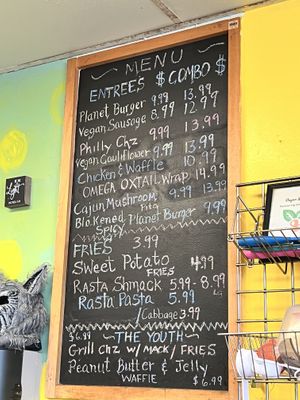 MENU
ENTREES $ COMBO $
Planet Burger 9.99 13.99
Vegan Sausage 8.99 12.99
Philly Chz 9.99 13.99
Vegan Cauliflower 9.99 13.99
Chicken & Waffle 10.99
OMEGA OXTAIL Wrap 14.99
Cajun Mushroom Pita 9.99 13.99
Blackened Planet Burger 9.99
SPICY
FRIES 3.99
Sweet Potato FRIES 4.99
RASTA Shmack 5.99 - 8.99
Rasta Pasta 5.99
/Cabbage 3.99
$6.99 ~THE YOUTH~
Grill Chz w/ MACK/FRIES
Peanut Butter & Jelly
WAFFIE $6.99
Light